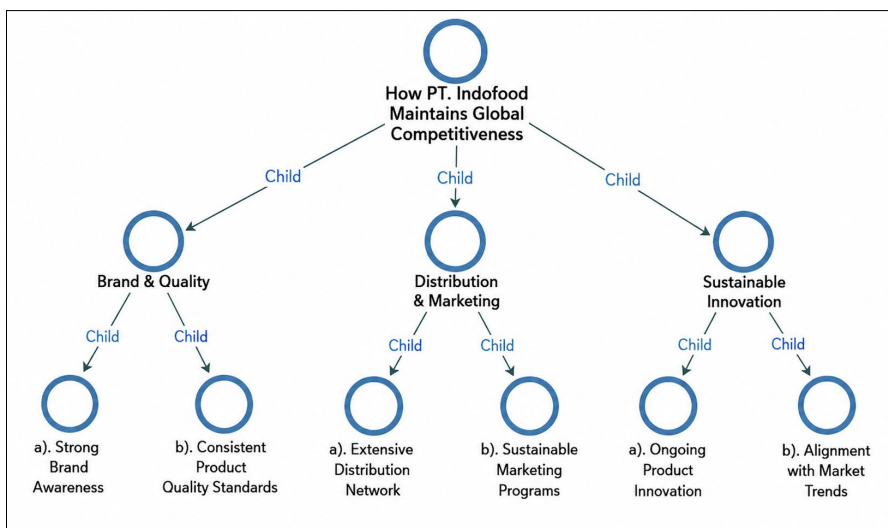 How PT. Indofood
Maintains Global
Competitiveness
Child
Child
Child
Brand & Quality
Distribution
& Marketing
Sustainable
Innovation
Child
Child
Child
Child
Child
Child
a). Strong
Brand
Awareness
b). Consistent
Product
Quality Standards
a). Extensive
Distribution
Network
b). Sustainable
Marketing
Programs
a). Ongoing
Product
Innovation
b). Alignment
with Market
Trends